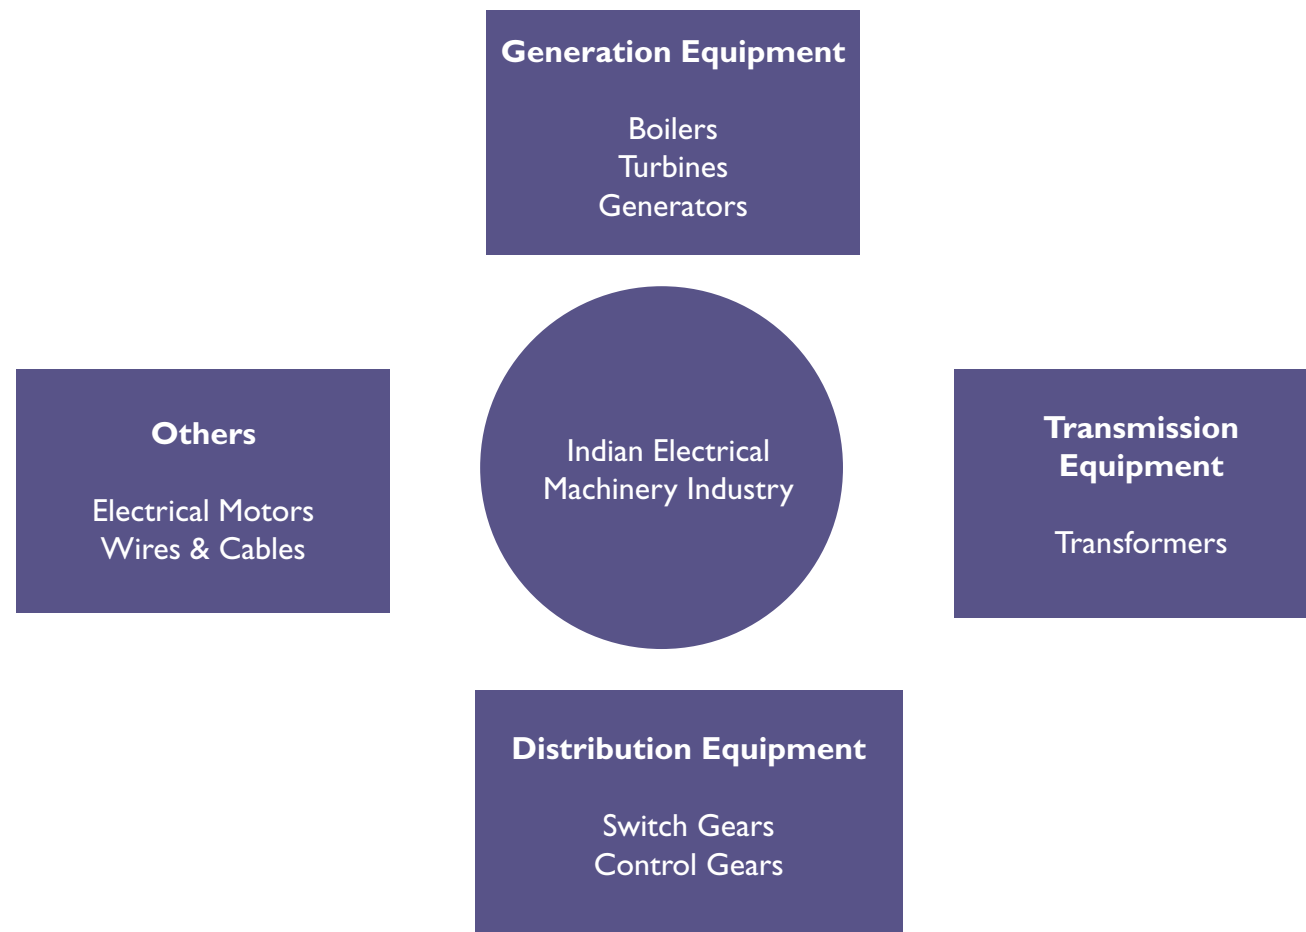 Generation Equipment
Boilers
Turbines
Generators
Others
Electrical Motors
Wires & Cables
Indian Electrical
Machinery Industry
Transmission
Equipment
Transformers
Distribution Equipment
Switch Gears
Control Gears